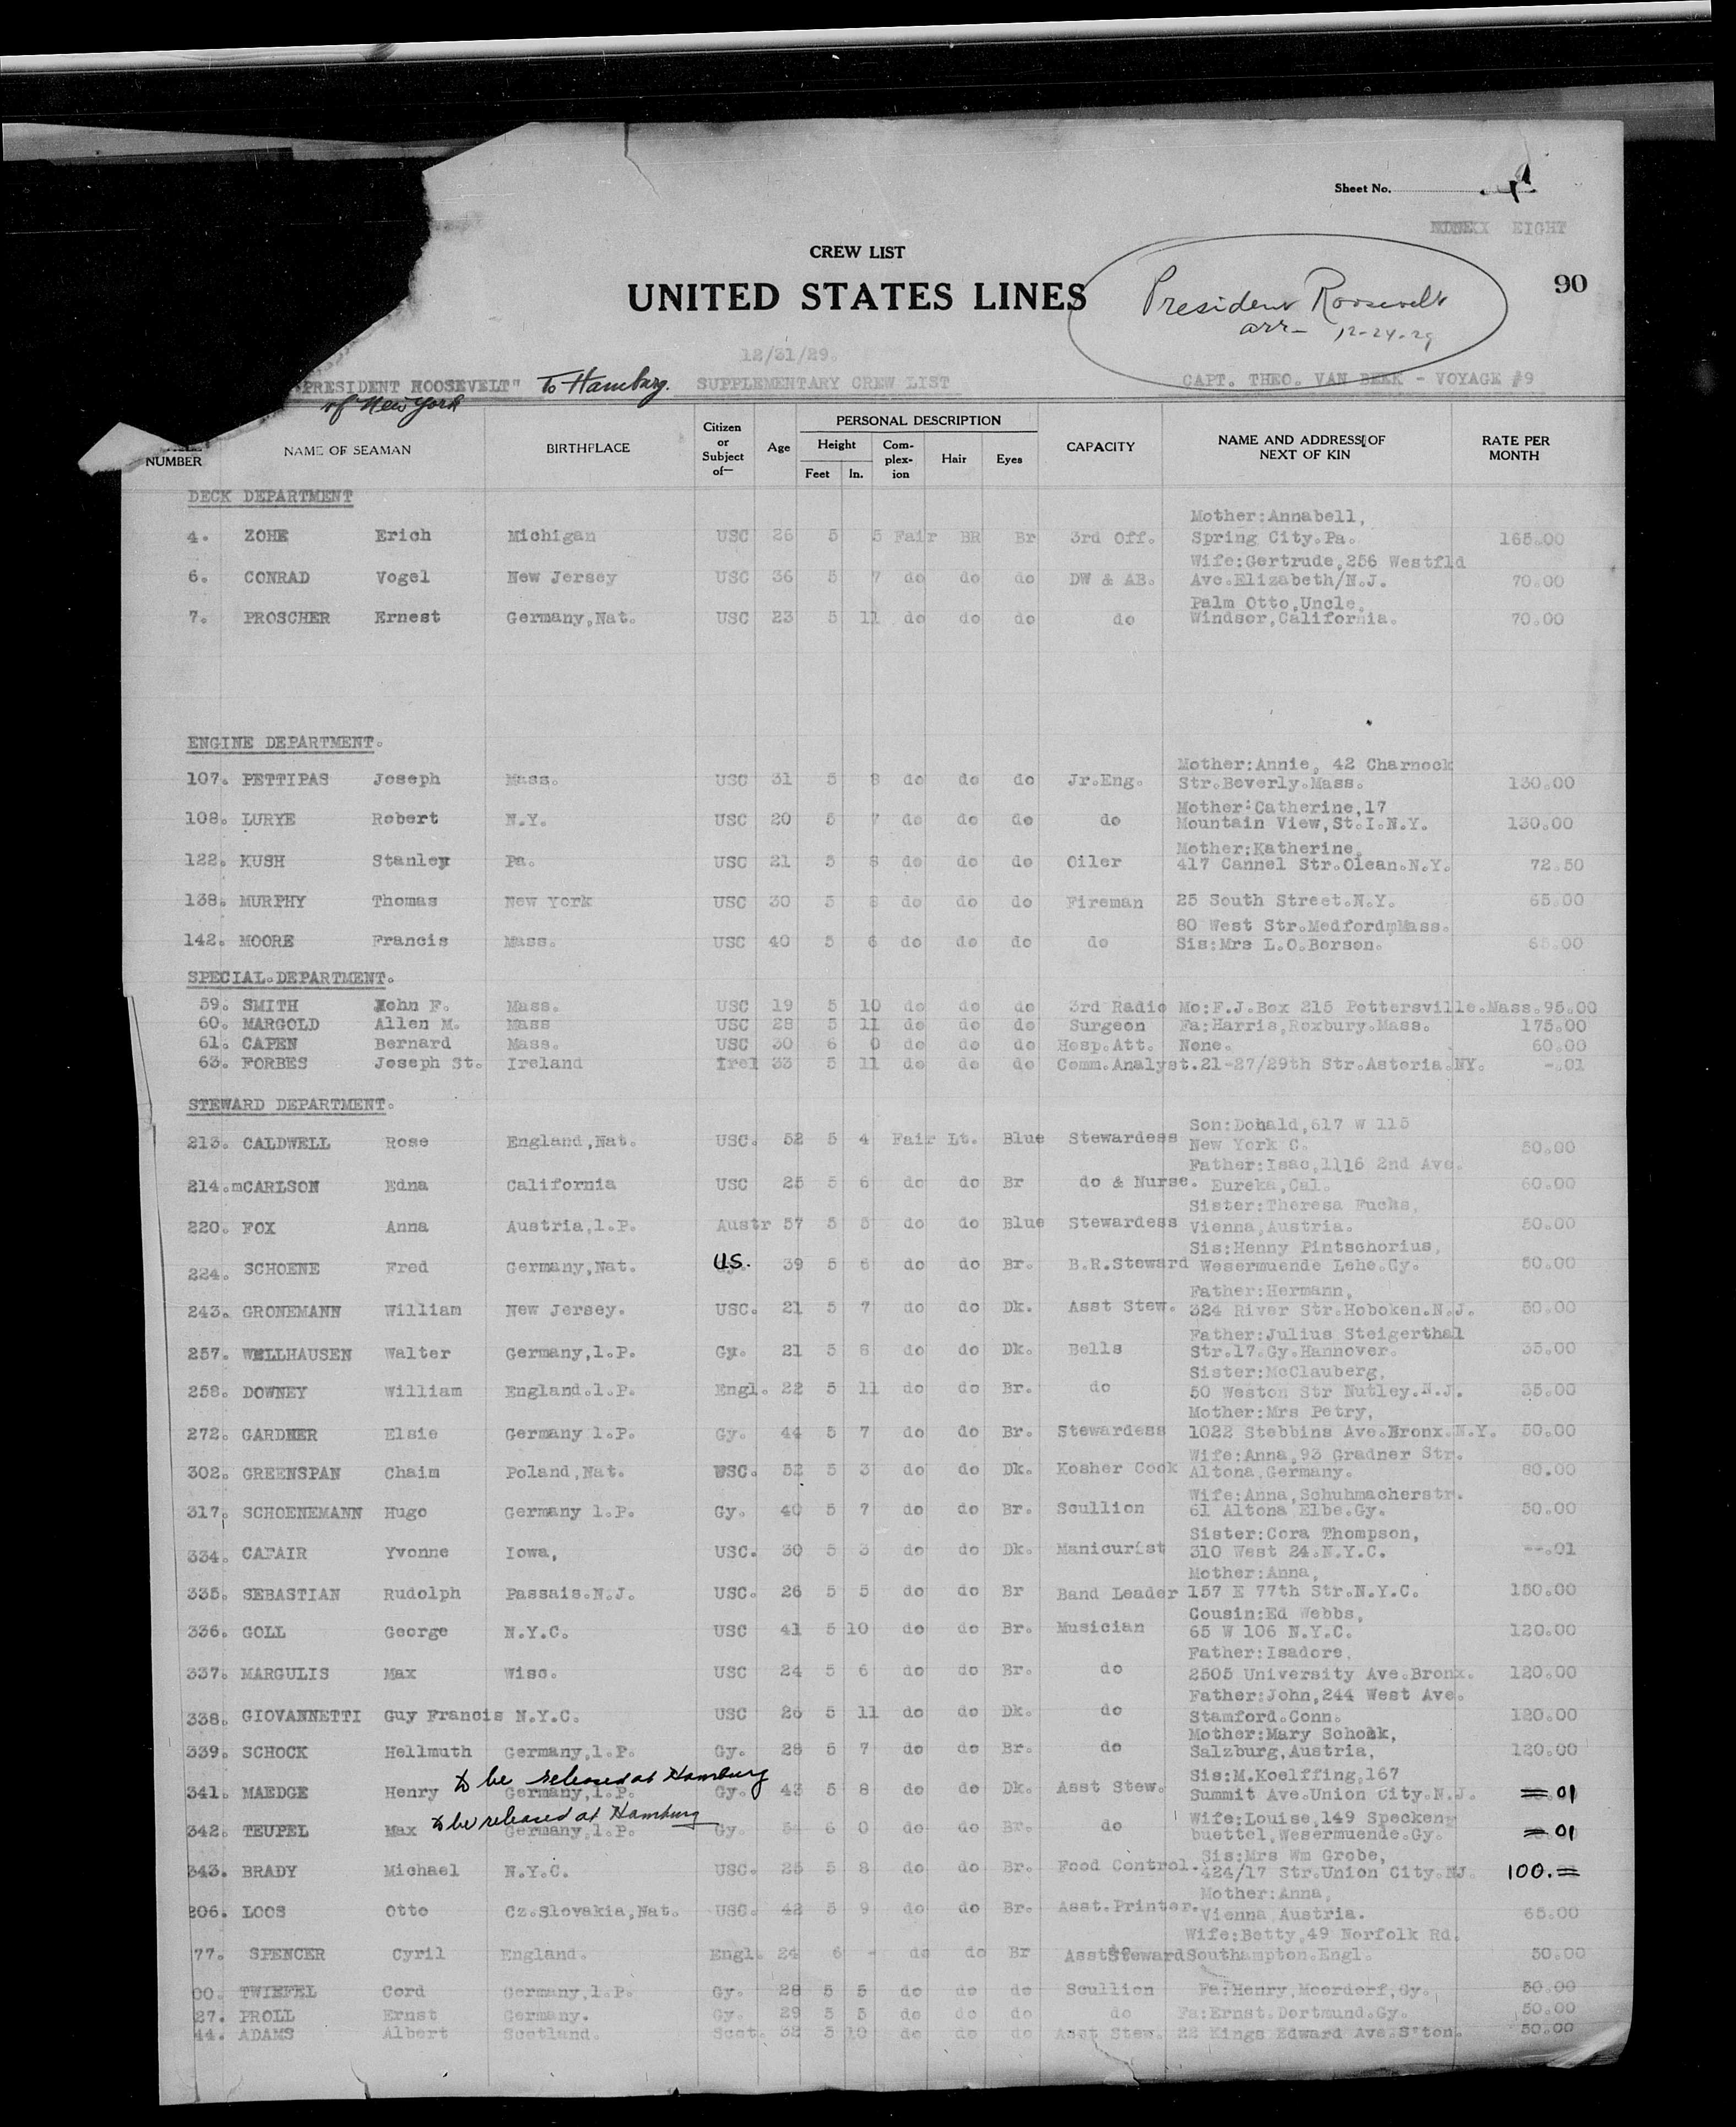 Sheet No.
EIGHT
CREW LIST
UNITED STATES LINES
President Roosevelt
arr- 12-24-29
90
12/31/29.
"PRESIDENT ROOSEVELT" To Hamburg. SUPPLEMENTARY CREW LIST CAPT. THEO. VAN BEEK - VOYAGE #9
of New York
NUMBER NAME OF SEAMAN BIRTHPLACE Citizen or Subject of— Age PERSONAL DESCRIPTION Height Feet In. Com-plex-ion Hair Eyes CAPACITY NAME AND ADDRESS OF NEXT OF KIN RATE PER MONTH
DECK DEPARTMENT
Mother:Annabell,
4. ZOHE Erich Michigan USC 26 5 5 Fair BR Br 3rd Off. Spring City.Pa. 165.00
Wife:Gertrude,256 Westfld
6. CONRAD Vogel New Jersey USC 36 5 7 do do do DW & AB. Ave.Elizabeth/N.J. 70.00
Palm Otto,Uncle,
7. PROSCHER Ernest Germany,Nat. USC 23 5 11 do do do do Windsor,California. 70.00
ENGINE DEPARTMENT.
Mother:Annie, 42 Charnock
107. PETTIPAS Joseph Mass. USC 31 5 8 do do do Jr.Eng. Str.Beverly.Mass. 130.00
Mother:Catherine,17
108. LURYE Robert N.Y. USC 20 5 7 do do do do Mountain View,St.I.N.Y. 130.00
Mother:Katherine,
122. KUSH Stanley Pa. USC 21 5 8 do do do Oiler 417 Cannel Str.Olean.N.Y. 72.50
138. MURPHY Thomas New York USC 30 5 8 do do do Fireman 25 South Street.N.Y. 65.00
80 West Str.MedfordmMass.
142. MOORE Francis Mass. USC 40 5 6 do do do do Sis:Mrs L.O.Borson. 65.00
SPECIAL.DEPARTMENT.
59. SMITH John F. Mass. USC 19 5 10 do do do 3rd Radio Mo:F.J.Box 215 Pottersville.Mass.95.00
60. MARGOLD Allen M. Mass USC 28 5 11 do do do Surgeon Fa:Harris,Roxbury.Mass. 175.00
61. CAPEN Bernard Mass. USC 30 6 0 do do do Hosp.Att. None. 60.00
63. FORBES Joseph St. Ireland Irel 33 5 11 do do do Comm.Analyst.21-27/29th Str.Astoria.NY. -.01
STEWARD DEPARTMENT.
Son:Donald,617 W 115
213. CALDWELL Rose England,Nat. USC. 52 5 4 Fair Lt. Blue Stewardess New York C. 50.00
Father:Isac,1116 2nd Ave.
214.mCARLSON Edna California USC 25 5 6 do do Br do & Nurse. Eureka,Cal. 60.00
Sister:Theresa Fuchs,
220. FOX Anna Austria,l.P. Austr 57 5 5 do do Blue Stewardess Vienna,Austria. 50.00
Sis:Henny Pintschorius,
224. SCHOENE Fred Germany,Nat. U.S. 39 5 6 do do Br. B.R.Steward Wesermuende Lehe.Gy. 50.00
Father:Hermann,
243. GRONEMANN William New Jersey. USC. 21 5 7 do do Dk. Asst Stew. 324 River Str.Hoboken.N.J. 50.00
Father:Julius Steigerthal
257. WELLHAUSEN Walter Germany,l.P. Gy. 21 5 8 do do Dk. Bells Str.17.Gy.Hannover. 35.00
Sister:McClauberg,
258. DOWNEY William England.l.P. Engl. 22 5 11 do do Br. do 50 Weston Str Nutley.N.J. 35.00
Mother:Mrs Petry,
272. GARDNER Elsie Germany l.P. Gy. 44 5 7 do do Br. Stewardess 1022 Stebbins Ave.Bronx.N.Y. 50.00
Wife:Anna,93 Gradner Str.
302. GREENSPAN Chaim Poland,Nat. USC. 52 5 3 do do Dk. Kosher Cook Altona,Germany. 80.00
Wife:Anna,Schuhmacherstr.
317. SCHOENEMANN Hugo Germany l.P. Gy. 40 5 7 do do Br. Scullion 61 Altona Elbe.Gy. 50.00
Sister:Cora Thompson,
334. CAFAIR Yvonne Iowa, USC. 30 5 3 do do Dk. Manicurist 310 West 24.N.Y.C. --.01
Mother:Anna,
335. SEBASTIAN Rudolph Passais.N.J. USC. 26 5 5 do do Br Band Leader 157 E 77th Str.N.Y.C. 150.00
Cousin:Ed Webbs,
336. GOLL George N.Y.C. USC 41 5 10 do do Br. Musician 65 W 106 N.Y.C. 120.00
Father:Isadore,
337. MARGULIS Max Wisc. USC 24 5 6 do do Br. do 2505 University Ave.Bronx. 120.00
Father:John,244 West Ave.
338. GIOVANNETTI Guy Francis N.Y.C. USC 26 5 11 do do Dk. do Stamford.Conn. 120.00
Mother:Mary Schock,
339. SCHOCK Hellmuth Germany,l.P. Gy. 28 5 7 do do Br. do Salzburg,Austria, 120.00
to be released at Hamburg Sis:M.Koelffing,167
341. MAEDGE Henry Germany,l.P. Gy. 43 5 8 do do Dk. Asst Stew. Summit Ave.Union City.N.J. 01
to be released at Hamburg Wife:Louise,149 Specken
342. TEUPEL Max Germany,l.P. Gy. 54 6 0 do do Br. do buettel,Wesermuende.Gy. 01
Sis:Mrs Wm Grobe,
343. BRADY Michael N.Y.C. USC. 25 5 8 do do Br. Food Control. 424/17 Str.Union City.NJ. 100.=
Mother:Anna,
206. LOOS Otto Cz.Slovakia,Nat. USC. 42 5 9 do do Br. Asst.Printer. Vienna Austria. 65.00
Wife:Betty,49 Norfolk Rd.
77. SPENCER Cyril England. Engl. 24 6 - do do Br AsstSteward Southampton.Engl. 50.00
00. TWIEFEL Cord Germany,l.P. Gy. 28 5 5 do do do Scullion Fa:Henry,Moordorf,Gy. 50.00
27. PROLL Ernst Germany. Gy. 29 5 5 do do do do Fa:Ernst.Dortmund.Gy. 50.00
44. ADAMS Albert Scotland. Scot. 32 5 10 do do do Asst Stew. 22 Kings Edward Ave.S'ton. 50.00